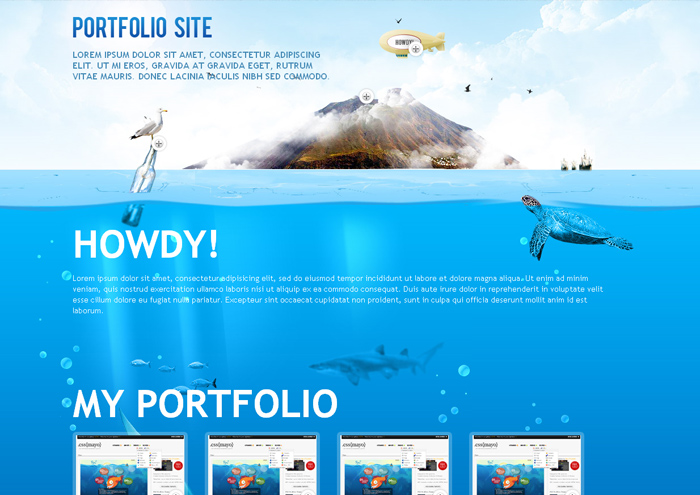 PORTFOLIO SITE
LOREM IPSUM DOLOR SIT AMET, CONSECTETUR ADIPISCING
ELIT. UT MI EROS, GRAVIDA AT GRAVIDA EGET, RUTRUM
VITAE MAURIS. DONEC LACINIA IACULIS NIBH SED COMMODO.
HOWDY!
HOWDY!
Lorem ipsum dolor sit amet, consectetur adipisicing elit, sed do eiusmod tempor incididunt ut labore et dolore magna aliqua. Ut enim ad minim
veniam, quis nostrud exercitation ullamco laboris nisi ut aliquip ex ea commodo consequat. Duis aute irure dolor in reprehenderit in voluptate velit
esse cillum dolore eu fugiat nulla pariatur. Excepteur sint occaecat cupidatat non proident, sunt in culpa qui officia deserunt mollit anim id est
laborum.
MY PORTFOLIO